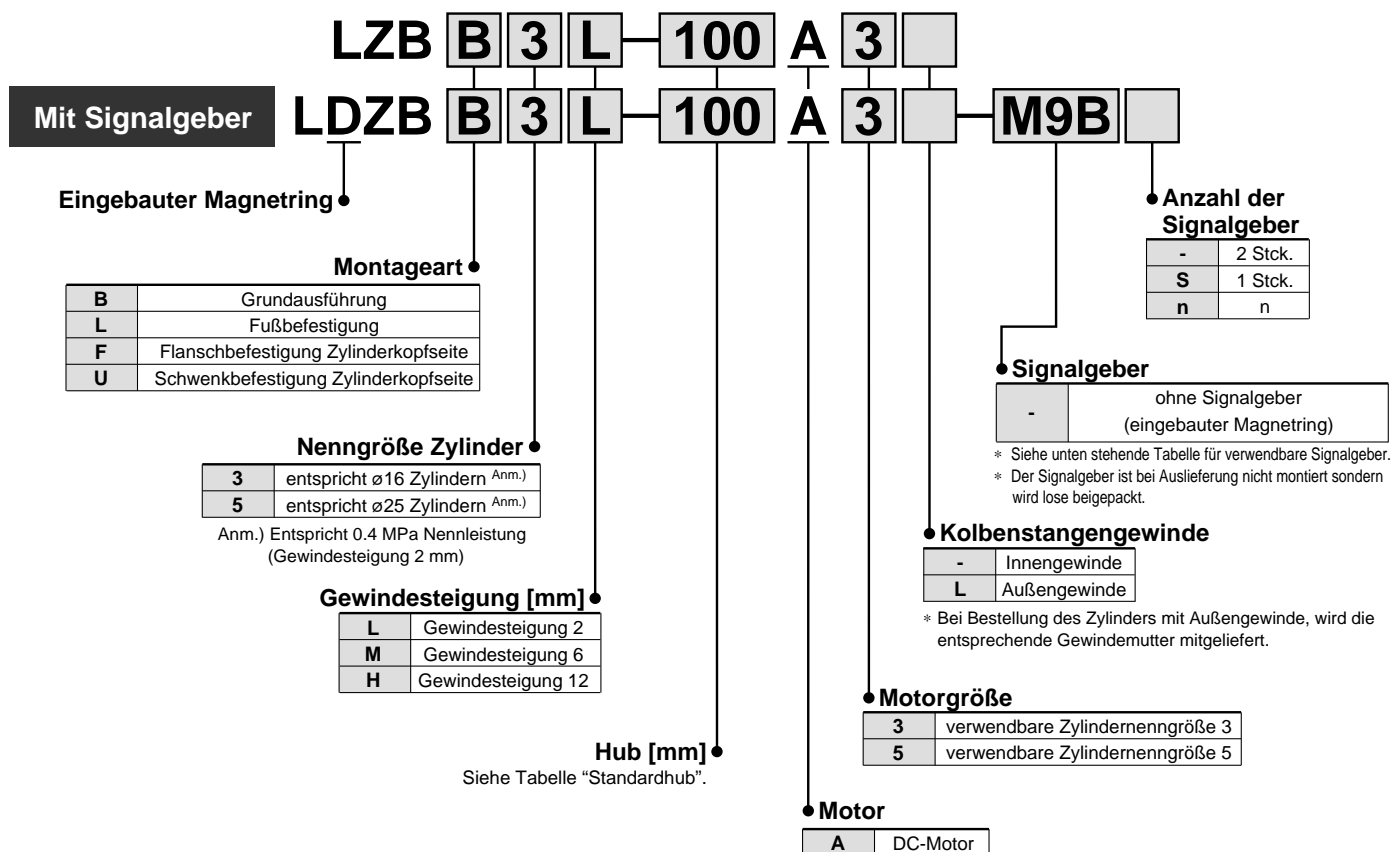 LZB B 3 L - 100 A 3
Mit Signalgeber LDZB B 3 L - 100 A 3 - M9B
Eingebauter Magnetring
Anzahl der
Signalgeber
- 2 Stck.
S 1 Stck.
n n
Montageart
B Grundausführung
L Fußbefestigung
F Flanschbefestigung Zylinderkopfseite
U Schwenkbefestigung Zylinderkopfseite
Signalgeber
- ohne Signalgeber
(eingebauter Magnetring)
* Siehe unten stehende Tabelle für verwendbare Signalgeber.
* Der Signalgeber ist bei Auslieferung nicht montiert sondern
wird lose beigepackt.
Nenngröße Zylinder
3 entspricht ø16 Zylindern Anm.)
5 entspricht ø25 Zylindern Anm.)
Anm.) Entspricht 0.4 MPa Nennleistung
(Gewindesteigung 2 mm)
Kolbenstangengewinde
- Innengewinde
L Außengewinde
* Bei Bestellung des Zylinders mit Außengewinde, wird die
entsprechende Gewindemutter mitgeliefert.
Gewindesteigung [mm]
L Gewindesteigung 2
M Gewindesteigung 6
H Gewindesteigung 12
Motorgröße
3 verwendbare Zylindernenngröße 3
5 verwendbare Zylindernenngröße 5
Hub [mm]
Siehe Tabelle “Standardhub”.
Motor
A DC-Motor